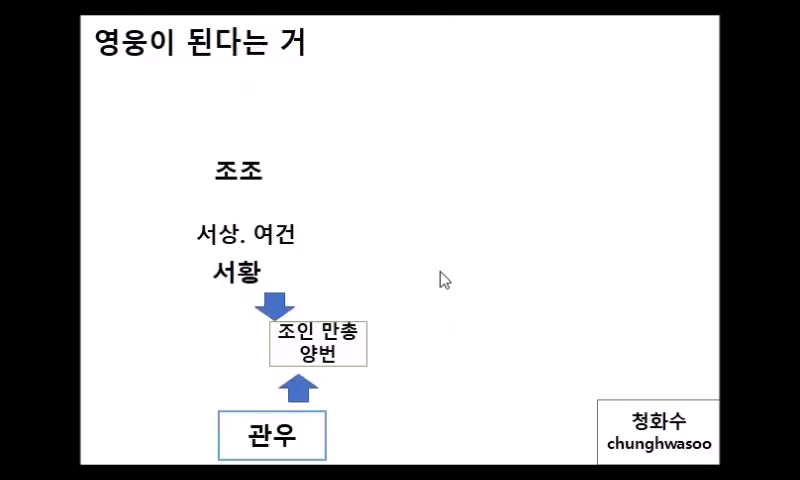 영웅이 된다는 거
조조
서상. 여건
서황
조인 만총
양번
관우
청화수
chunghwasoo